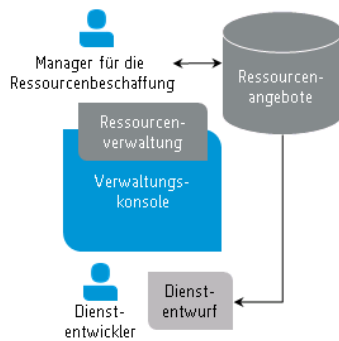 Manager für die
Ressourcenbeschaffung
Ressourcen-
angebote
Ressourcen-
verwaltung
Verwaltungs-
konsole
Dienst-
entwickler
Dienst-
entwurf